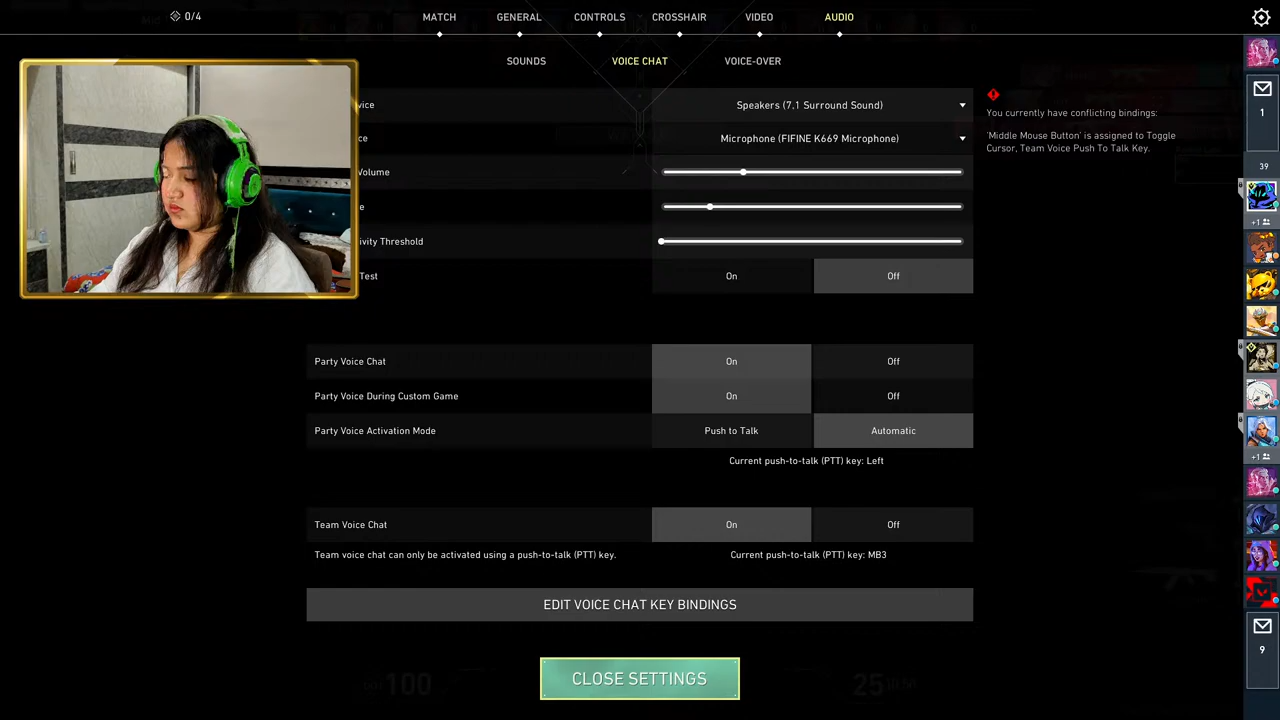 0/4
MATCH
GENERAL
CONTROLS
CROSSHAIR
VIDEO
AUDIO
SOUNDS
VOICE CHAT
VOICE-OVER
vice
Speakers (7.1 Surround Sound)
ce
Microphone (FIFINE K669 Microphone)
Volume
e
ivity Threshold
Test
On
Off
Party Voice Chat
On
Off
Party Voice During Custom Game
On
Off
Party Voice Activation Mode
Push to Talk
Automatic
Current push-to-talk (PTT) key: Left
Team Voice Chat
On
Off
Team voice chat can only be activated using a push-to-talk (PTT) key.
Current push-to-talk (PTT) key: MB3
EDIT VOICE CHAT KEY BINDINGS
CLOSE SETTINGS
100
25
You currently have conflicting bindings:
'Middle Mouse Button' is assigned to Toggle
Cursor, Team Voice Push To Talk Key.
1
39
+1
+1
9